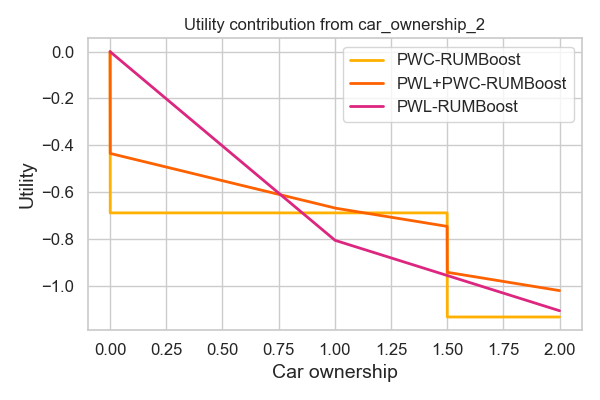 Utility contribution from car_ownership_2
PWC-RUMBoost
PWL+PWC-RUMBoost
PWL-RUMBoost
Utility
0.0
−0.2
−0.4
−0.6
−0.8
−1.0
0.00 0.25 0.50 0.75 1.00 1.25 1.50 1.75 2.00
Car ownership